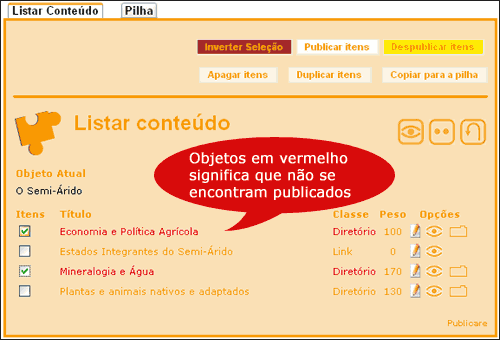 Listar Conteúdo Pilha
Inverter Seleção Publicar itens Despublicar itens
Apagar itens Duplicar itens Copiar para a pilha
Listar conteúdo
Objetos em vermelho
significa que não se
encontram publicados
Objeto Atual
O Semi-Árido
Itens Título Classe Peso Opções
Economia e Política Agrícola Diretório 100
Estados Integrantes do Semi-Árido Link 0
Mineralogia e Água Diretório 170
Plantas e animais nativos e adaptados Diretório 130
Publicare